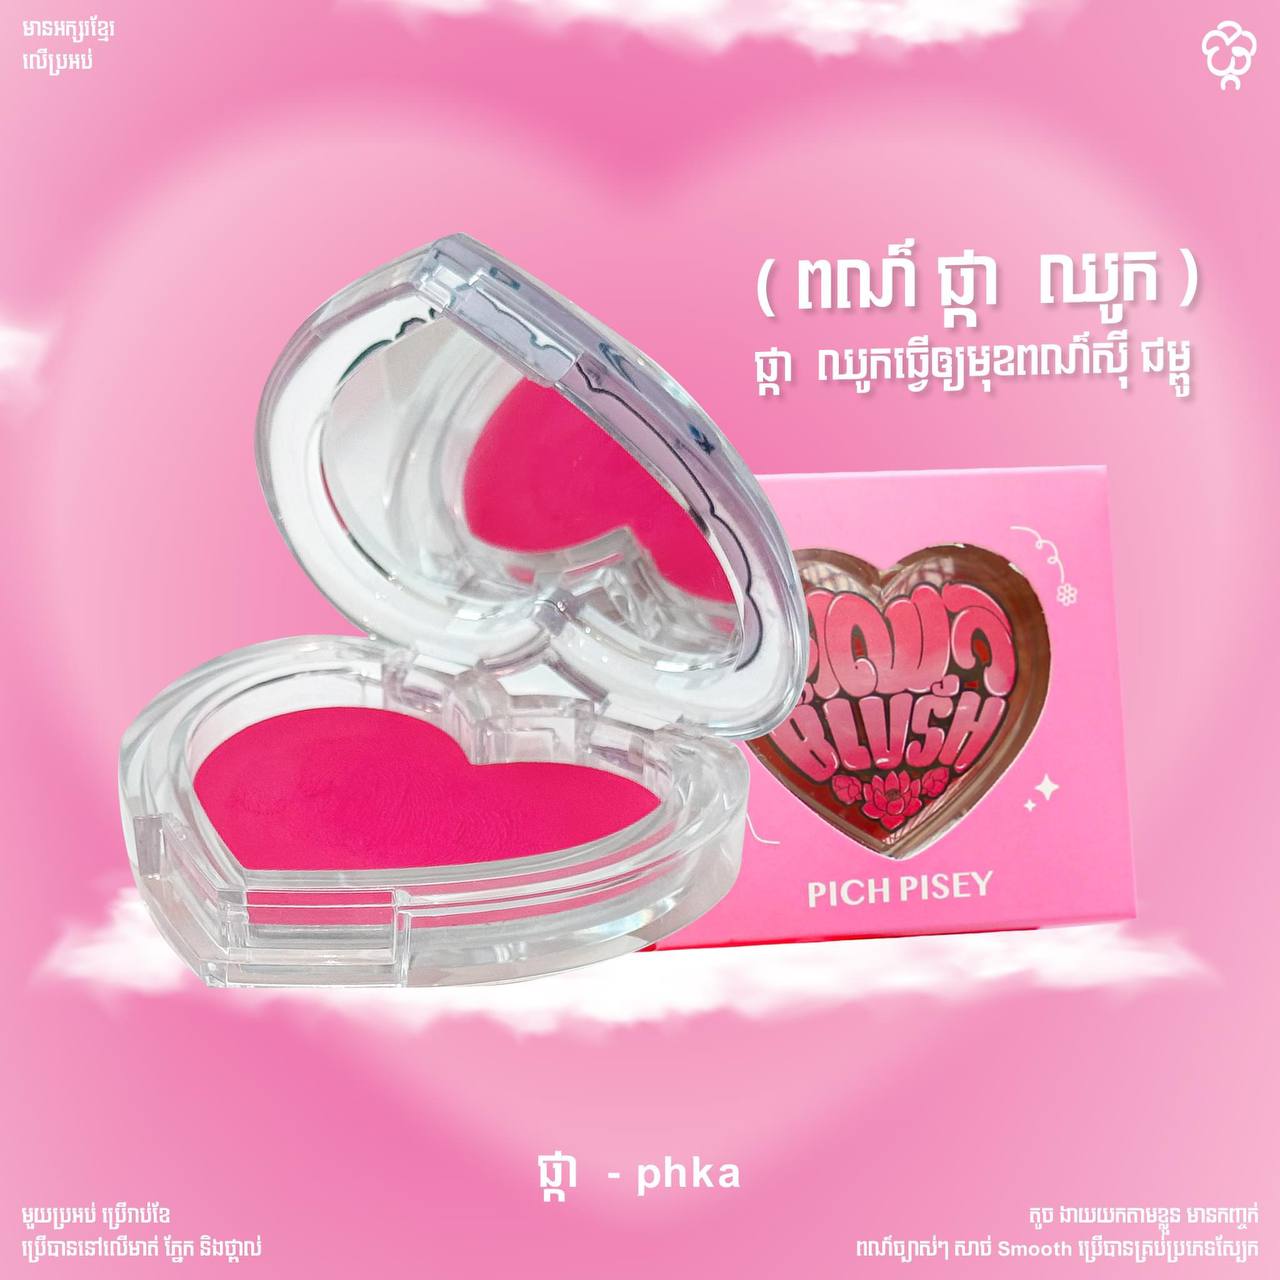 មានអក្សរខ្មែរ
លើប្រអប់
( ពណ៌ ផ្កា ឈូក )
ផ្កា ឈូកធ្វើឲ្យមុខពណ៌ស៊ី ជម្ពូ
BLUSH
PICH PISEY
ផ្កា - phka
មួយប្រអប់ ប្រើរាប់ខែ
ប្រើបាននៅលើមាត់ ភ្នែក និងថ្ពាល់
តូច ងាយយកតាមខ្លួន មានកញ្ចក់
ពណ៌ច្បាស់ៗ សាច់ Smooth ប្រើបានគ្រប់ប្រភេទស្បែក